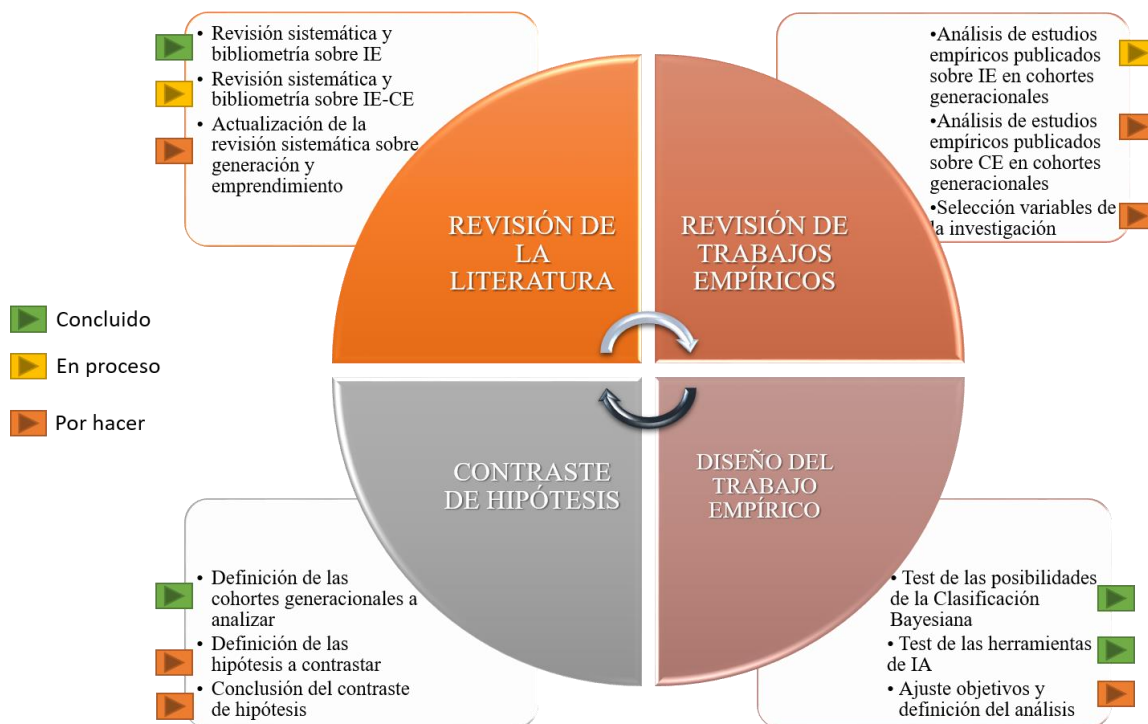 • Revisión sistemática y
bibliometría sobre IE
• Revisión sistemática y
bibliometría sobre IE-CE
• Actualización de la
revisión sistemática sobre
generación y
emprendimiento
•Análisis de estudios
empíricos publicados
sobre IE en cohortes
generacionales
•Análisis de estudios
empíricos publicados
sobre CE en cohortes
generacionales
•Selección variables de
la investigación
REVISIÓN DE
LA
LITERATURA
REVISIÓN DE
TRABAJOS
EMPÍRICOS
Concluido
En proceso
Por hacer
CONTRASTE
DE HIPÓTESIS
DISEÑO DEL
TRABAJO
EMPÍRICO
• Definición de las
cohortes generacionales a
analizar
• Definición de las
hipótesis a contrastar
• Conclusión del contraste
de hipótesis
• Test de las posibilidades
de la Clasificación
Bayesiana
• Test de las herramientas
de IA
• Ajuste objetivos y
definición del análisis